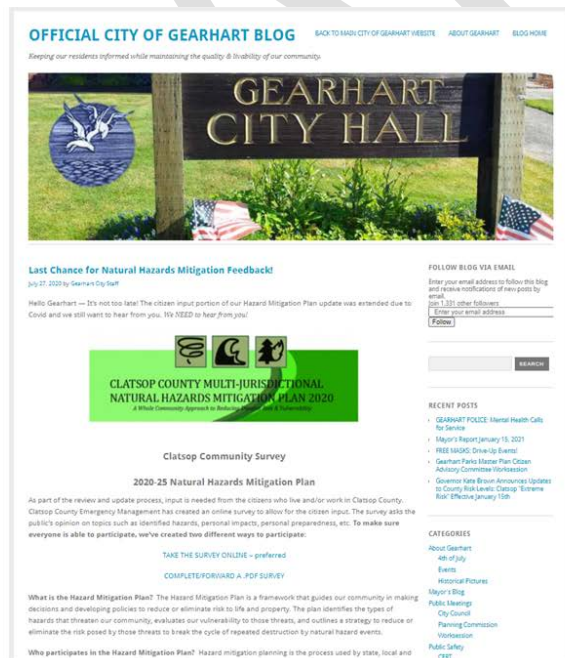 OFFICIAL CITY OF GEARHART BLOG
BACK TO MAIN CITY OF GEARHART WEBSITE ABOUT GEARHART BLOG HOME
Keeping our residents informed while maintaining the quality & livability of our community.
GEARHART
CITY HALL
Last Chance for Natural Hazards Mitigation Feedback!
July 27, 2020 by Gearhart City Staff
Hello Gearhart — It's not too late! The citizen input portion of our Hazard Mitigation Plan update was extended due to
Covid and we still want to hear from you. We NEED to hear from you!
CLATSOP COUNTY MULTI-JURISDICTIONAL
NATURAL HAZARDS MITIGATION PLAN 2020
A Whole Community Approach to Reducing Disaster Risk & Vulnerability
Clatsop Community Survey
2020-25 Natural Hazards Mitigation Plan
As part of the review and update process, input is needed from the citizens who live and/or work in Clatsop County.
Clatsop County Emergency Management has created an online survey to allow for the citizen input. The survey asks the
public's opinion on topics such as identified hazards, personal impacts, personal preparedness, etc. To make sure
everyone is able to participate, we've created two different ways to participate:
TAKE THE SURVEY ONLINE – preferred
COMPLETE/FORWARD A .PDF SURVEY
What is the Hazard Mitigation Plan? The Hazard Mitigation Plan is a framework that guides our community in making
decisions and developing policies to reduce or eliminate risk to life and property. The plan identifies the types of
hazards that threaten our community, evaluates our vulnerability to those threats, and outlines a strategy to reduce or
eliminate the risk posed by those threats to break the cycle of repeated destruction by natural hazard events.
Who participates in the Hazard Mitigation Plan? Hazard mitigation planning is the process used by state, local and
FOLLOW BLOG VIA EMAIL
Enter your email address to follow this blog
and receive notifications of new posts by
email.
Join 1,331 other followers
Enter your email address
Follow
SEARCH
RECENT POSTS
GEARHART POLICE: Mental Health Calls
for Service
Mayor's Report January 19, 2021
FREE MASKS: Drive-Up Events!
Gearhart Parks Master Plan Citizen
Advisory Committee Worksession
Governor Kate Brown Announces Updates
to County Risk Levels: Clatsop "Extreme
Risk" Effective January 15th
CATEGORIES
About Gearhart
4th of July
Events
Historical Pictures
Mayor's Blog
Public Meetings
City Council
Planning Commission
Worksession
Public Safety
CERT